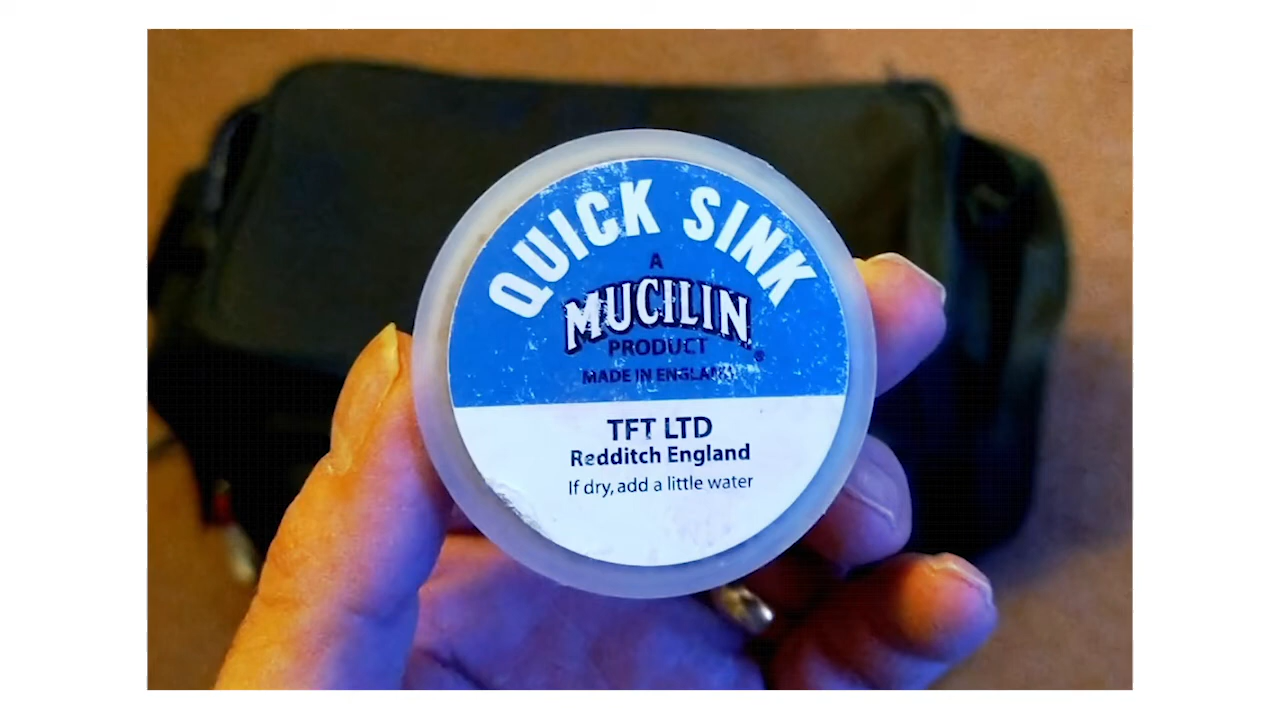 QUICK SINK
A
MUCILIN
PRODUCT ®
MADE IN ENGLAND
TFT LTD
Redditch England
If dry, add a little water